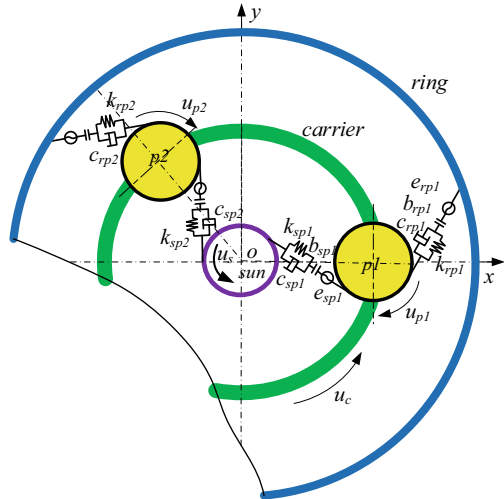 y
ring
k_rp2
u_p2
carrier
c_rp2
p2
e_rp1
b_rp1
c_rp1
c_sp2
k_sp2
k_sp1
b_sp1
k_rp1
u_s
o
sun
p1
x
c_sp1
e_sp1
u_p1
u_c